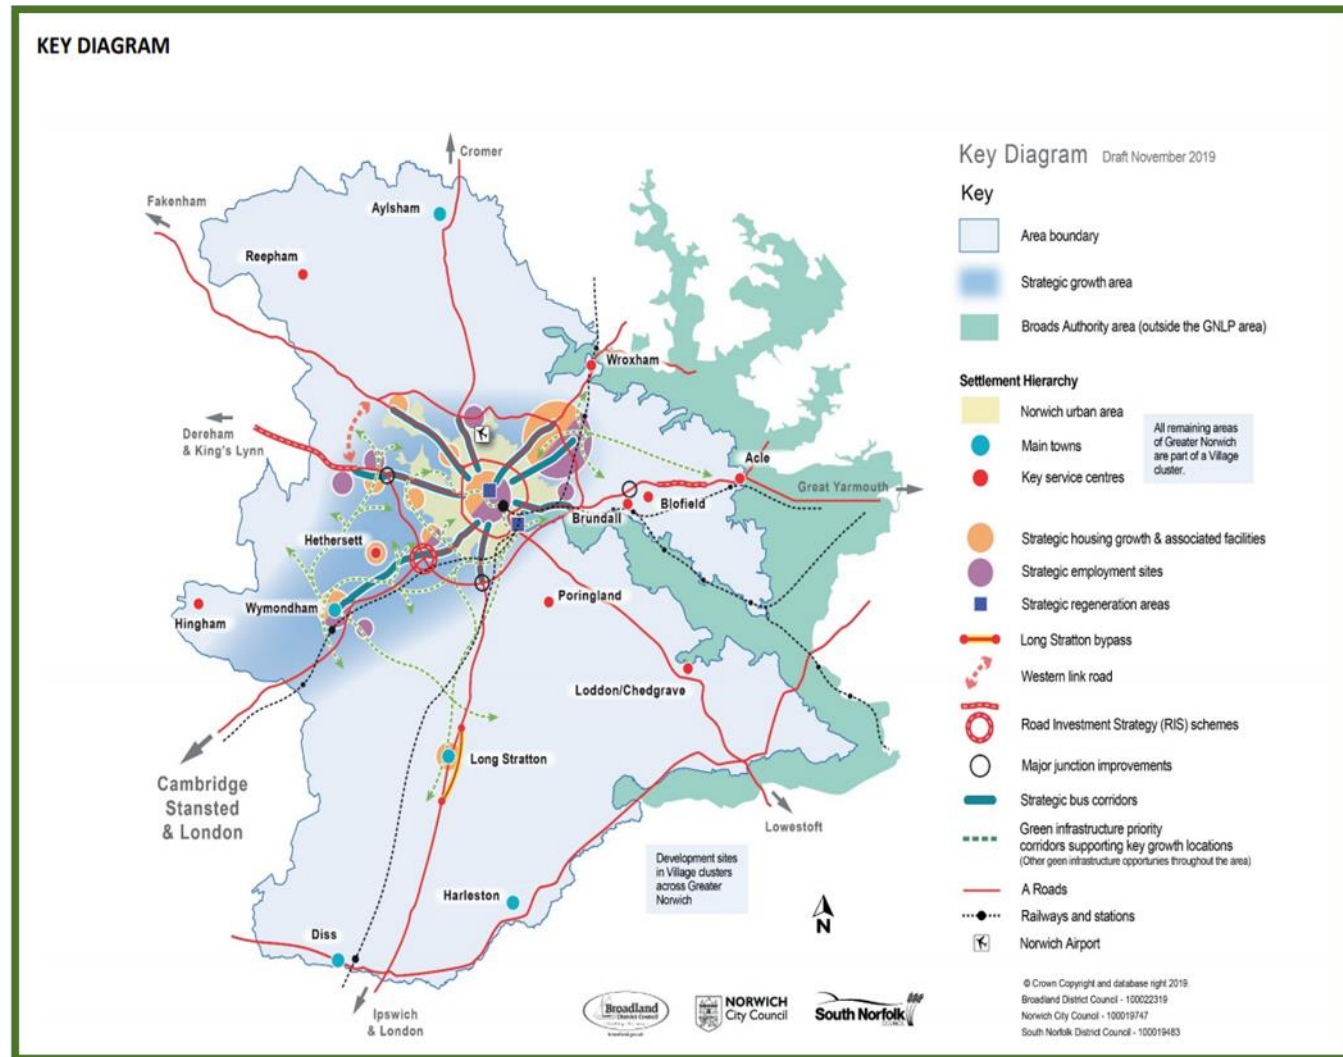 KEY DIAGRAM
Cromer
Fakenham
Aylsham
Reepham
Wroxham
Dereham
& King's Lynn
Acle
Great Yarmouth
Blofield
Brundall
Hethersett
Wymondham
Hingham
Poringland
Loddon/Chedgrave
Long Stratton
Cambridge
Stansted
& London
Lowestoft
Development sites
in Village clusters
across Greater
Norwich
Harleston
Diss
Ipswich
& London
N
Key Diagram Draft November 2019
Key
Area boundary
Strategic growth area
Broads Authority area (outside the GNLP area)
Settlement Hierarchy
Norwich urban area
Main towns
Key service centres
All remaining areas
of Greater Norwich
are part of a Village
cluster.
Strategic housing growth & associated facilities
Strategic employment sites
Strategic regeneration areas
Long Stratton bypass
Western link road
Road Investment Strategy (RIS) schemes
Major junction improvements
Strategic bus corridors
Green infrastructure priority
corridors supporting key growth locations
(Other geen infrastructure opportunies throughout the area)
A Roads
Railways and stations
Norwich Airport
© Crown Copyright and database right 2019.
Broadland District Council - 100022319
Norwich City Council - 100019747
South Norfolk District Council - 100019483
Broadland
District Council
NORWICH
City Council
South Norfolk
COUNCIL